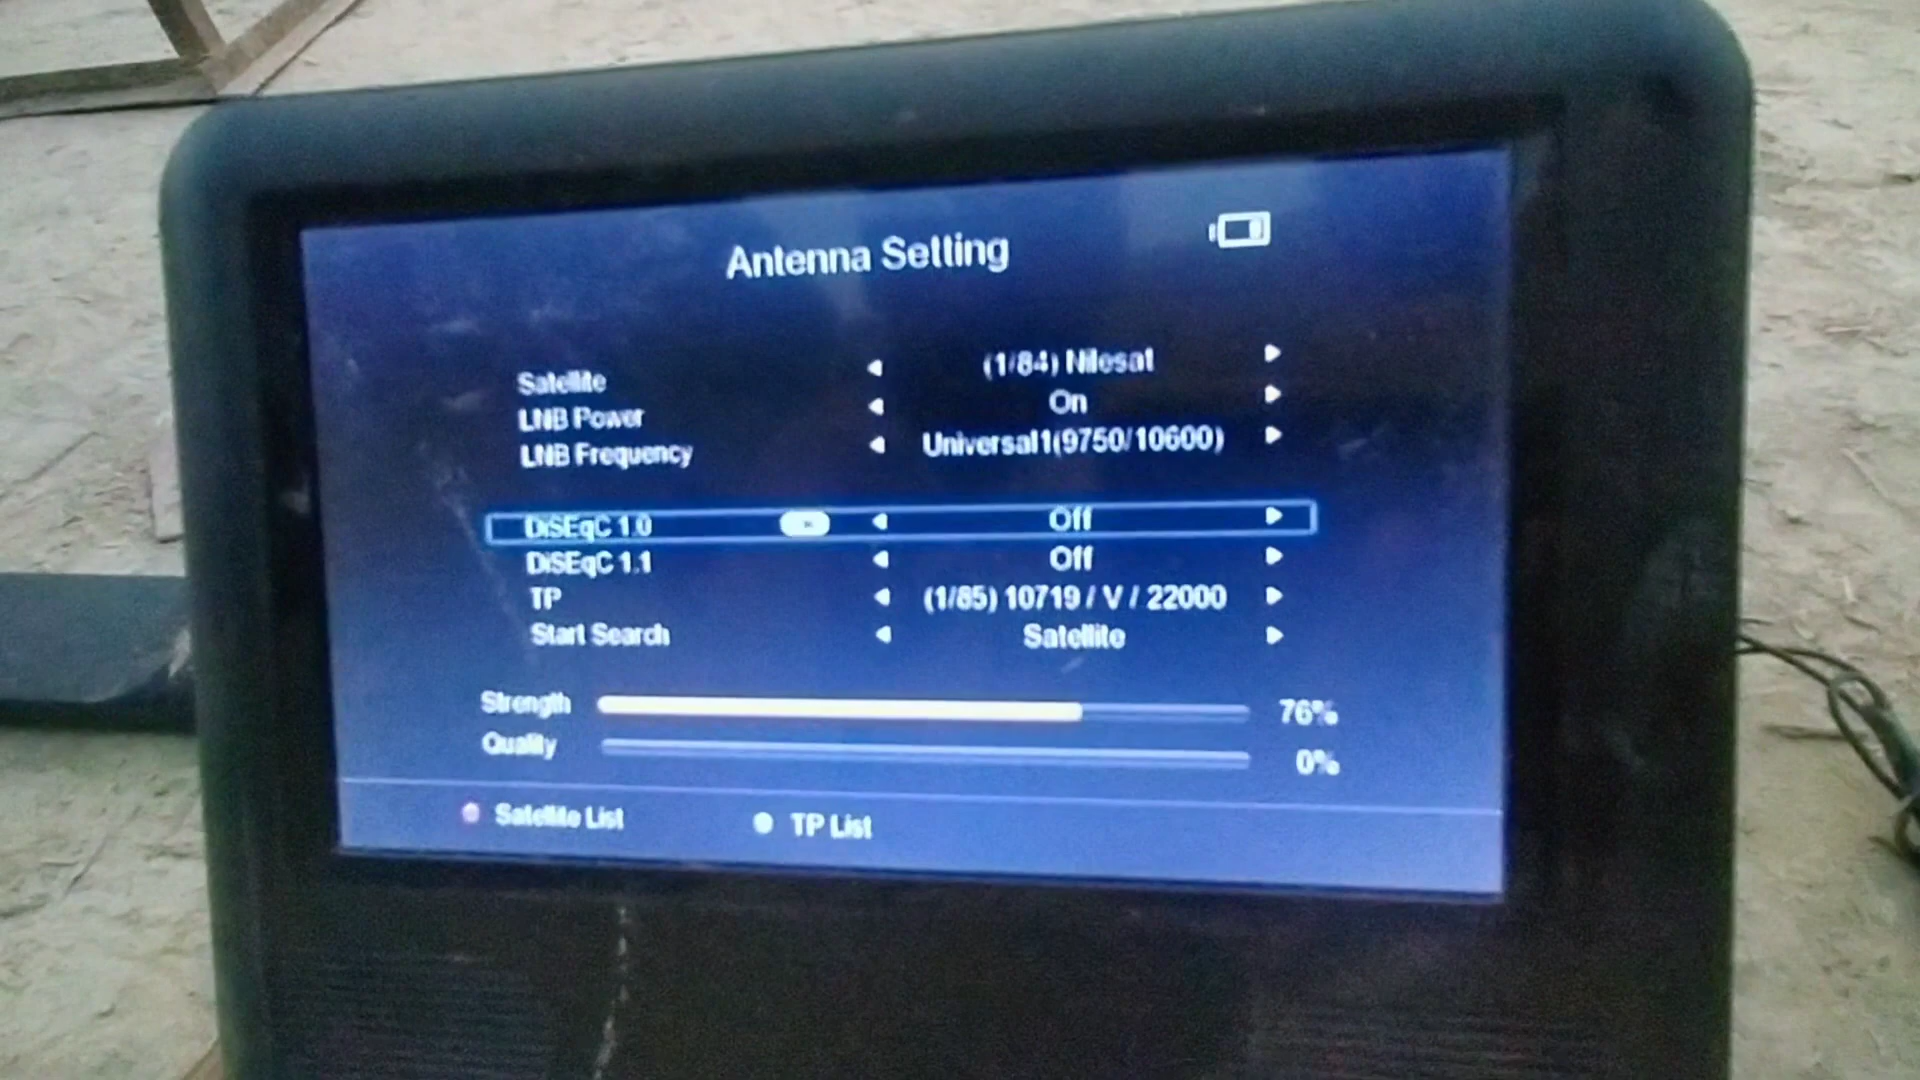 Antenna Setting
Satellite (1/84) Nilesat
LNB Power On
LNB Frequency Universal1(9750/10600)
DiSEqC 1.0 Off
DiSEqC 1.1 Off
TP (1/85) 10719 / V / 22000
Start Search Satellite
Strength 76%
Quality 0%
Satellite List TP List